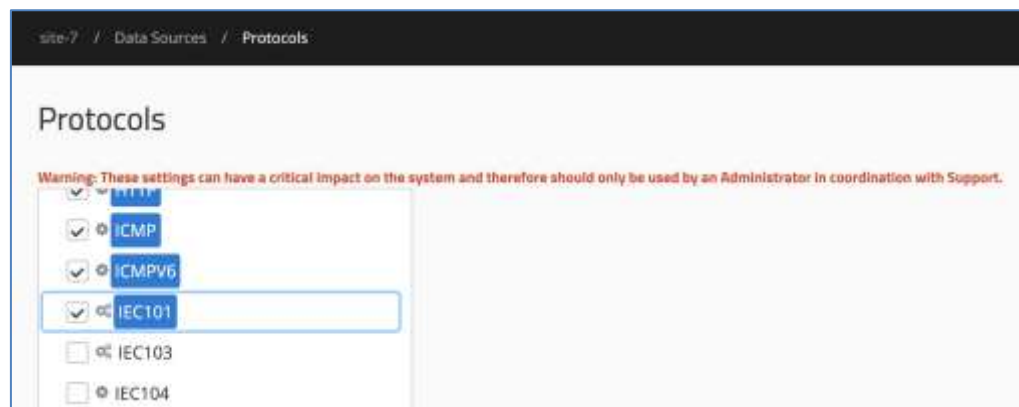 site-7 / Data Sources / Protocols
Protocols
Warning: These settings can have a critical impact on the system and therefore should only be used by an Administrator in coordination with Support.
HTTP
ICMP
ICMPV6
IEC101
IEC103
IEC104